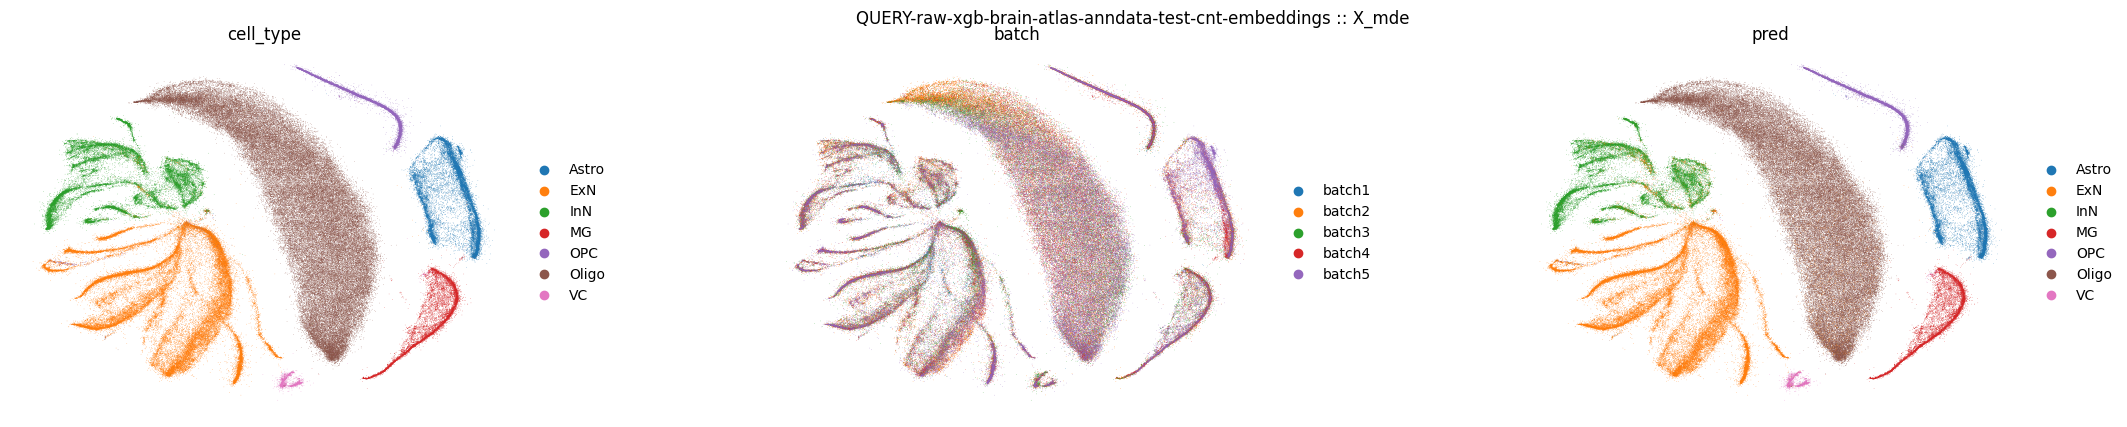 QUERY-raw-xgb-brain-atlas-anndata-test-cnt-embeddings :: X_mde
cell_type
Astro
ExN
InN
MG
OPC
Oligo
VC
batch
batch1
batch2
batch3
batch4
batch5
pred
Astro
ExN
InN
MG
OPC
Oligo
VC